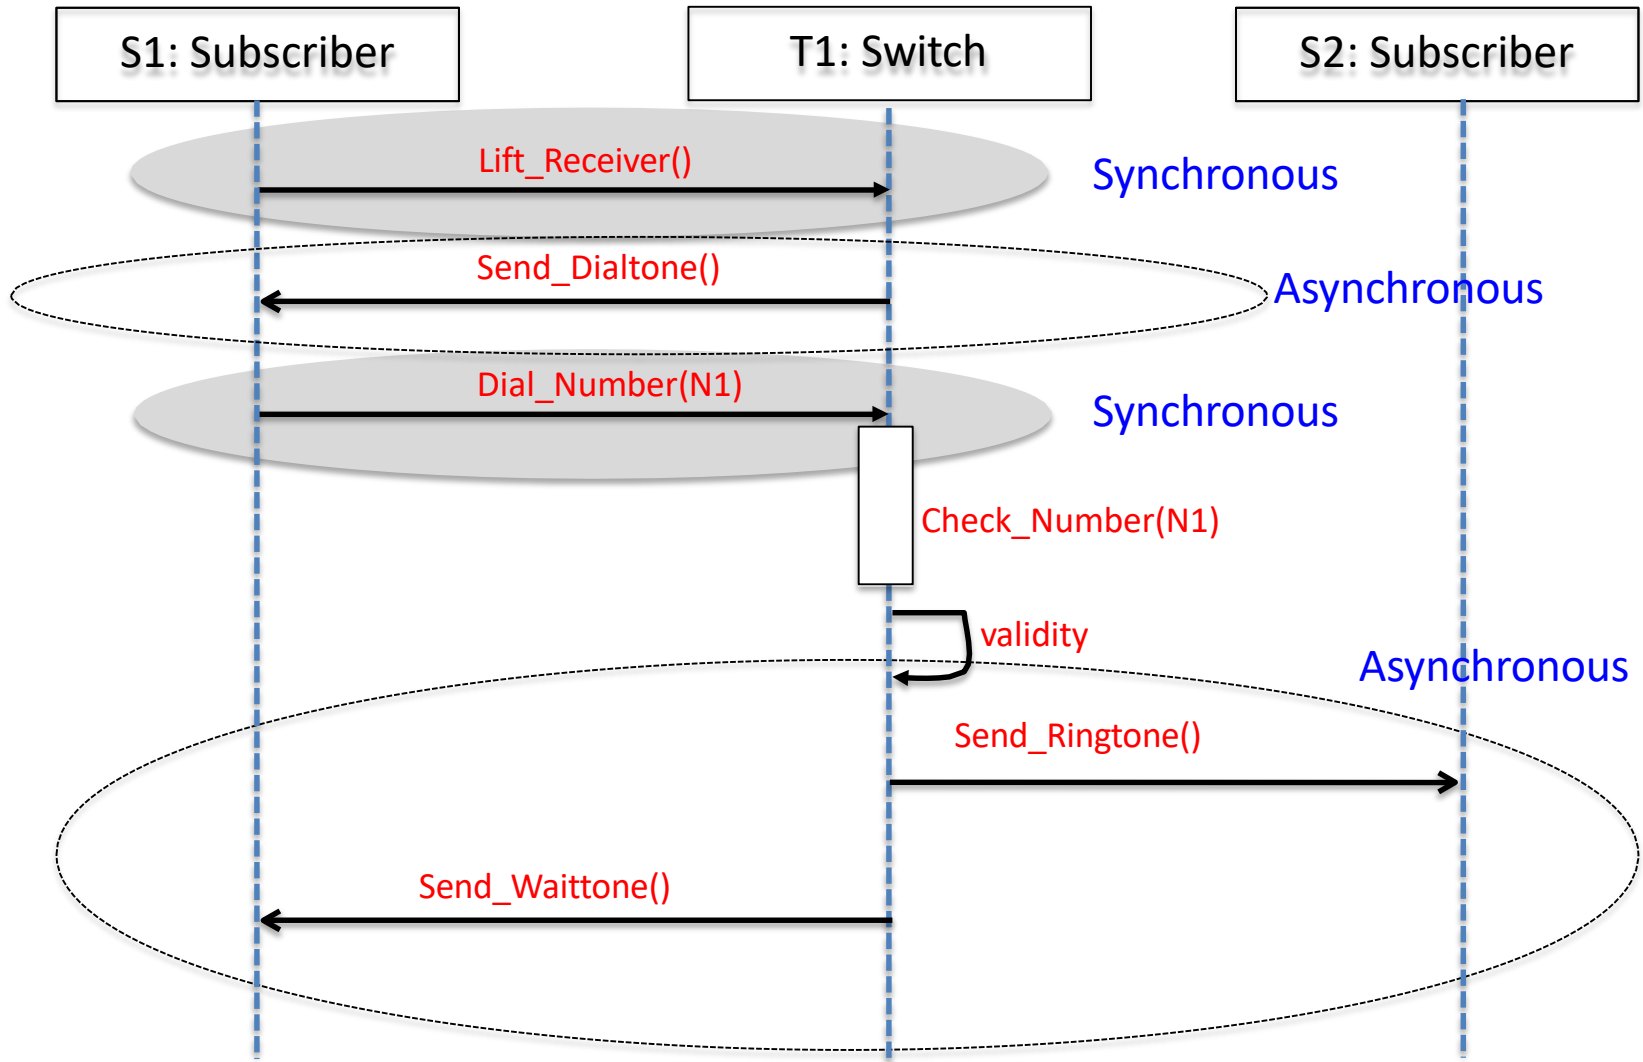 S1: Subscriber
T1: Switch
S2: Subscriber
Lift_Receiver()
Synchronous
Send_Dialtone()
Asynchronous
Dial_Number(N1)
Synchronous
Check_Number(N1)
validity
Asynchronous
Send_Ringtone()
Send_Waittone()